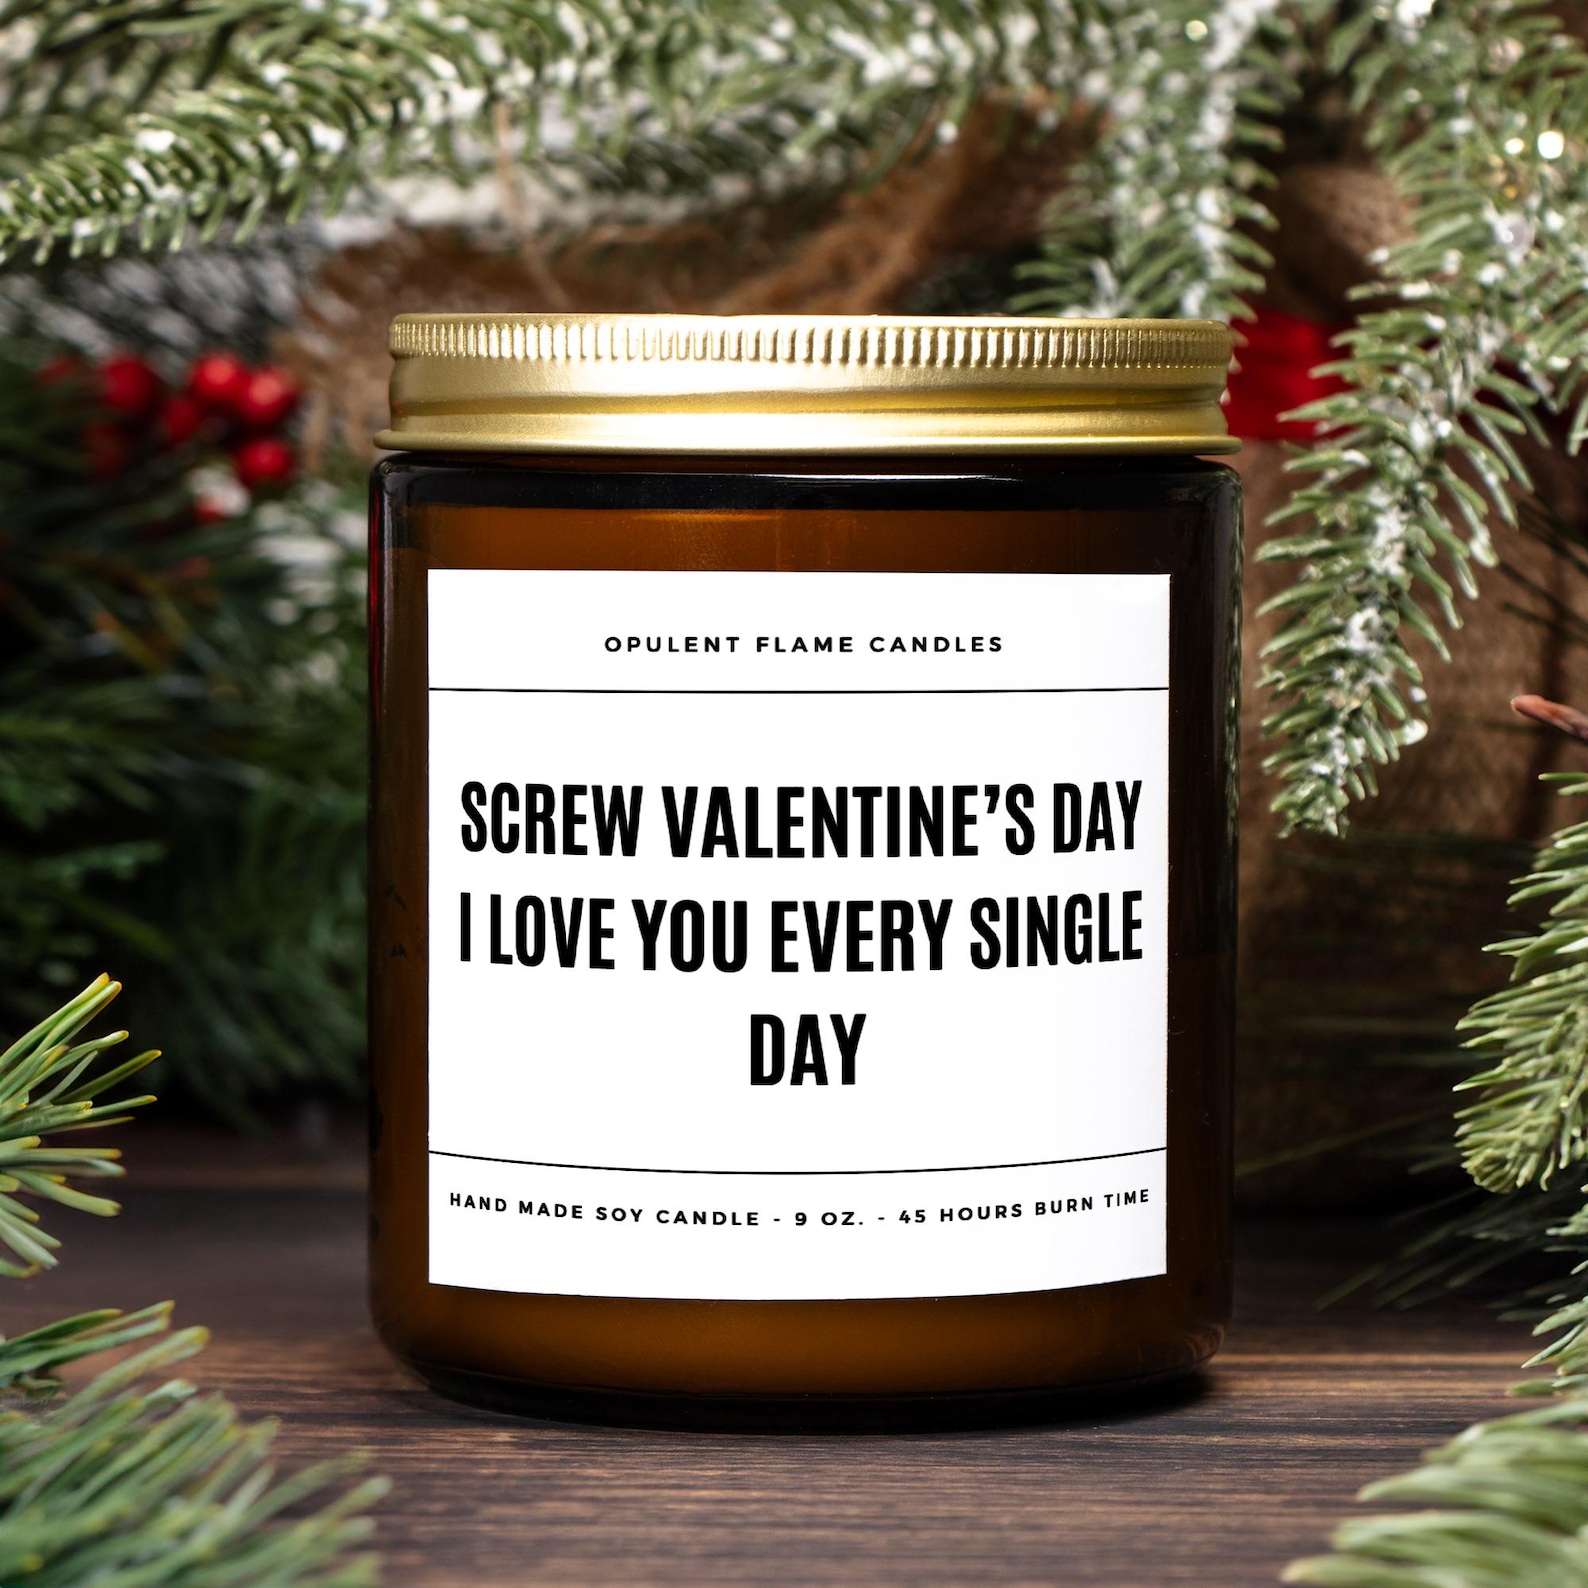 OPULENT FLAME CANDLES
SCREW VALENTINE’S DAY
I LOVE YOU EVERY SINGLE
DAY
HAND MADE SOY CANDLE - 9 OZ. - 45 HOURS BURN TIME